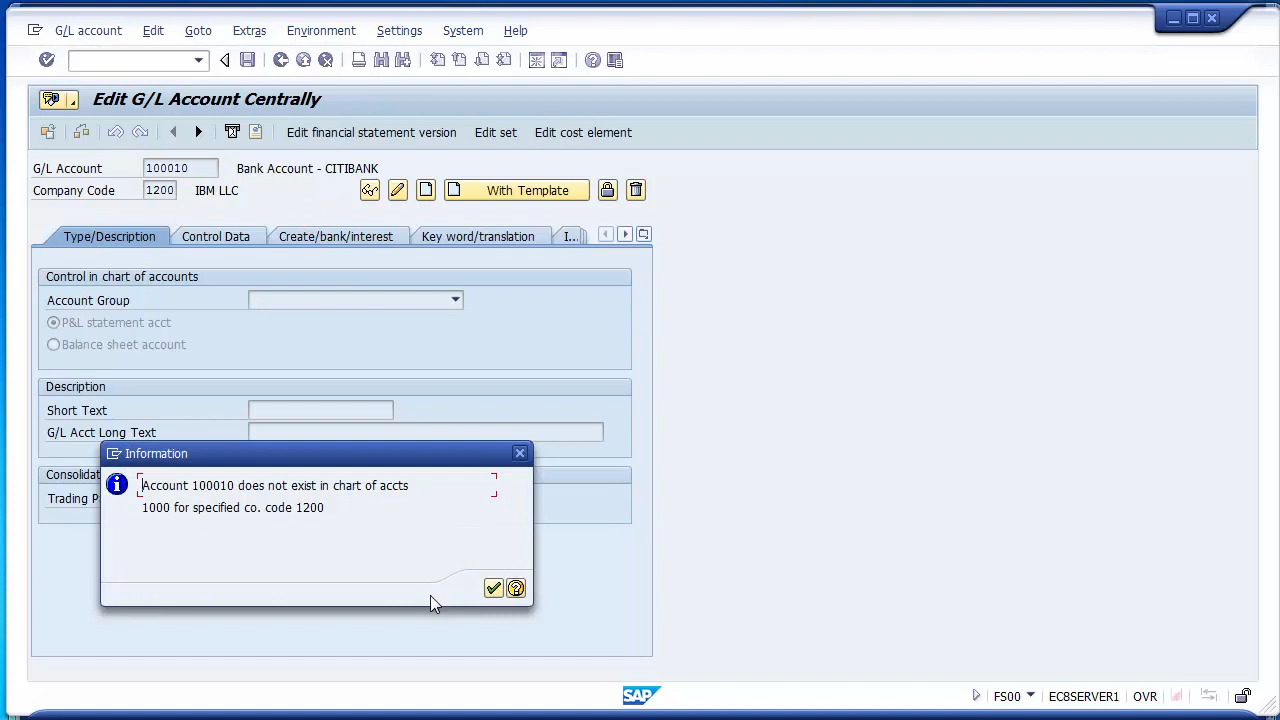 G/L account Edit Goto Extras Environment Settings System Help
Edit G/L Account Centrally
Edit financial statement version Edit set Edit cost element
G/L Account 100010 Bank Account - CITIBANK
Company Code 1200 IBM LLC With Template
Type/Description Control Data Create/bank/interest Key word/translation I...
Control in chart of accounts
Account Group
P&L statement acct
Balance sheet account
Description
Short Text
G/L Acct Long Text
Information
Consolidat
Account 100010 does not exist in chart of accts
Trading P
1000 for specified co. code 1200
SAP FS00 EC8SERVER1 OVR